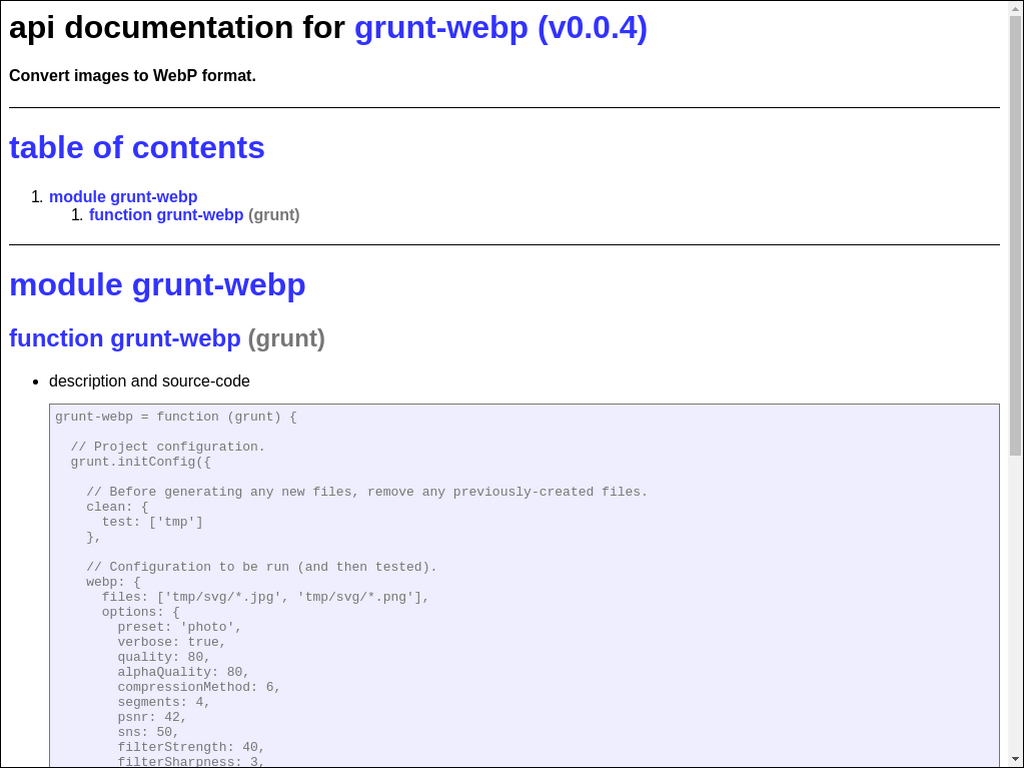 api documentation for grunt-webp (v0.0.4)
Convert images to WebP format.
table of contents
1. module grunt-webp
1. function grunt-webp (grunt)
module grunt-webp
function grunt-webp (grunt)
• description and source-code
grunt-webp = function (grunt) {
// Project configuration.
grunt.initConfig({
// Before generating any new files, remove any previously-created files.
clean: {
test: ['tmp']
},
// Configuration to be run (and then tested).
webp: {
files: ['tmp/svg/*.jpg', 'tmp/svg/*.png'],
options: {
preset: 'photo',
verbose: true,
quality: 80,
alphaQuality: 80,
compressionMethod: 6,
segments: 4,
psnr: 42,
sns: 50,
filterStrength: 40,
filterSharpness: 3,